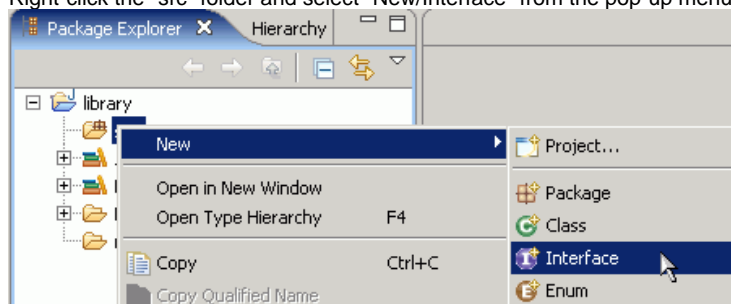 Right-click the "src" folder and select "New/Interface" from the pop-up menu
Package Explorer Hierarchy
library
New
Project...
Package
Open in New Window
Class
Open Type Hierarchy F4
Interface
Copy Ctrl+C
Enum
Copy Qualified Name